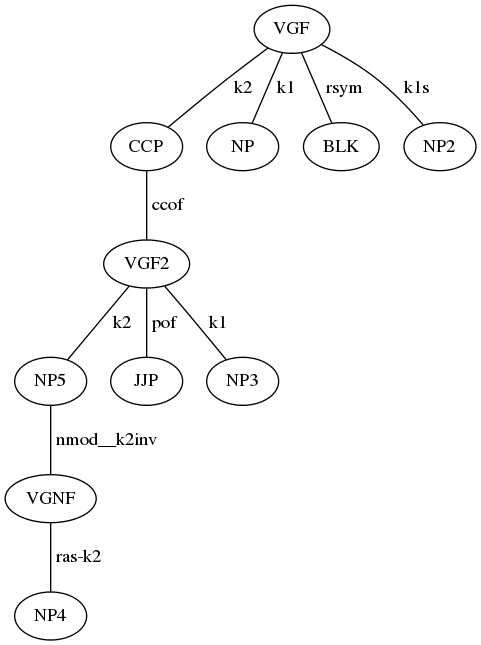 VGF
k2 k1 rsym k1s
CCP NP BLK NP2
ccof
VGF2
k2 pof k1
NP5 JJP NP3
nmod__k2inv
VGNF
ras-k2
NP4